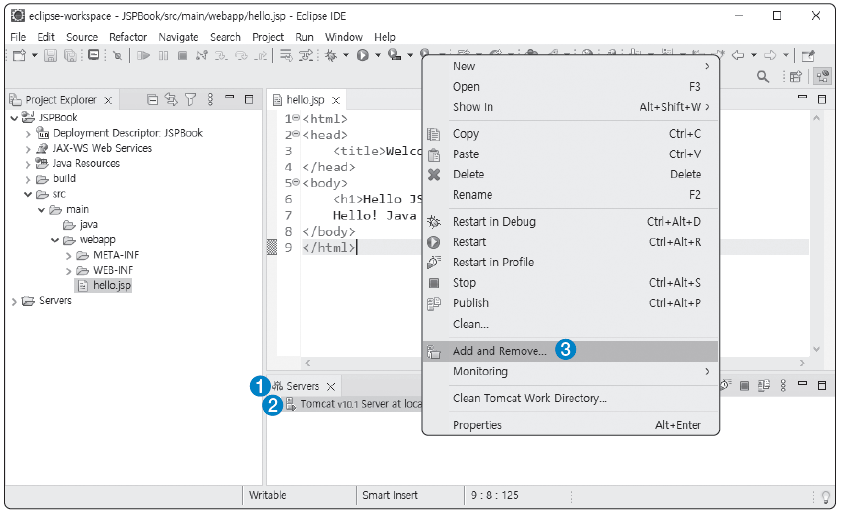 eclipse-workspace - JSPBook/src/main/webapp/hello.jsp - Eclipse IDE
File Edit Source Refactor Navigate Search Project Run Window Help
Project Explorer
JSPBook
Deployment Descriptor: JSPBook
JAX-WS Web Services
Java Resources
build
src
main
java
webapp
META-INF
WEB-INF
hello.jsp
Servers
hello.jsp
1 <html>
2 <head>
3 <title>Welco
4 </head>
5 <body>
6 <h1>Hello JS
7 Hello! Java
8 </body>
9 </html>
New
Open F3
Show In Alt+Shift+W
Copy Ctrl+C
Paste Ctrl+V
Delete Delete
Rename F2
Restart in Debug Ctrl+Alt+D
Restart Ctrl+Alt+R
Restart in Profile
Stop Ctrl+Alt+S
Publish Ctrl+Alt+P
Clean...
Add and Remove... 3
Monitoring
Clean Tomcat Work Directory...
Properties Alt+Enter
1 Servers
2 Tomcat v10.1 Server at loca
Writable Smart Insert 9 : 8 : 125